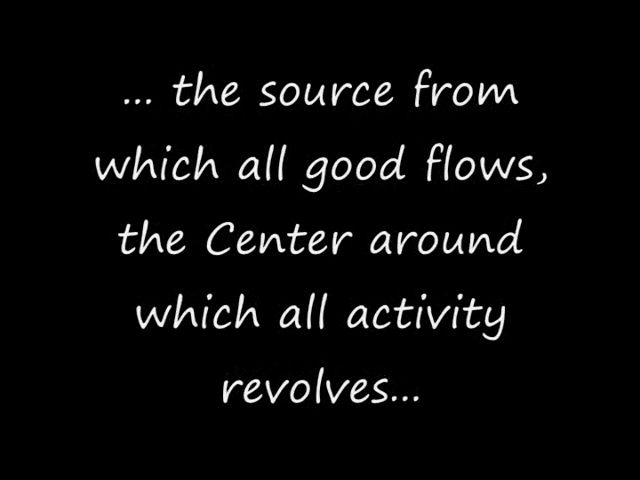 ... the source from
which all good flows,
the Center around
which all activity
revolves...